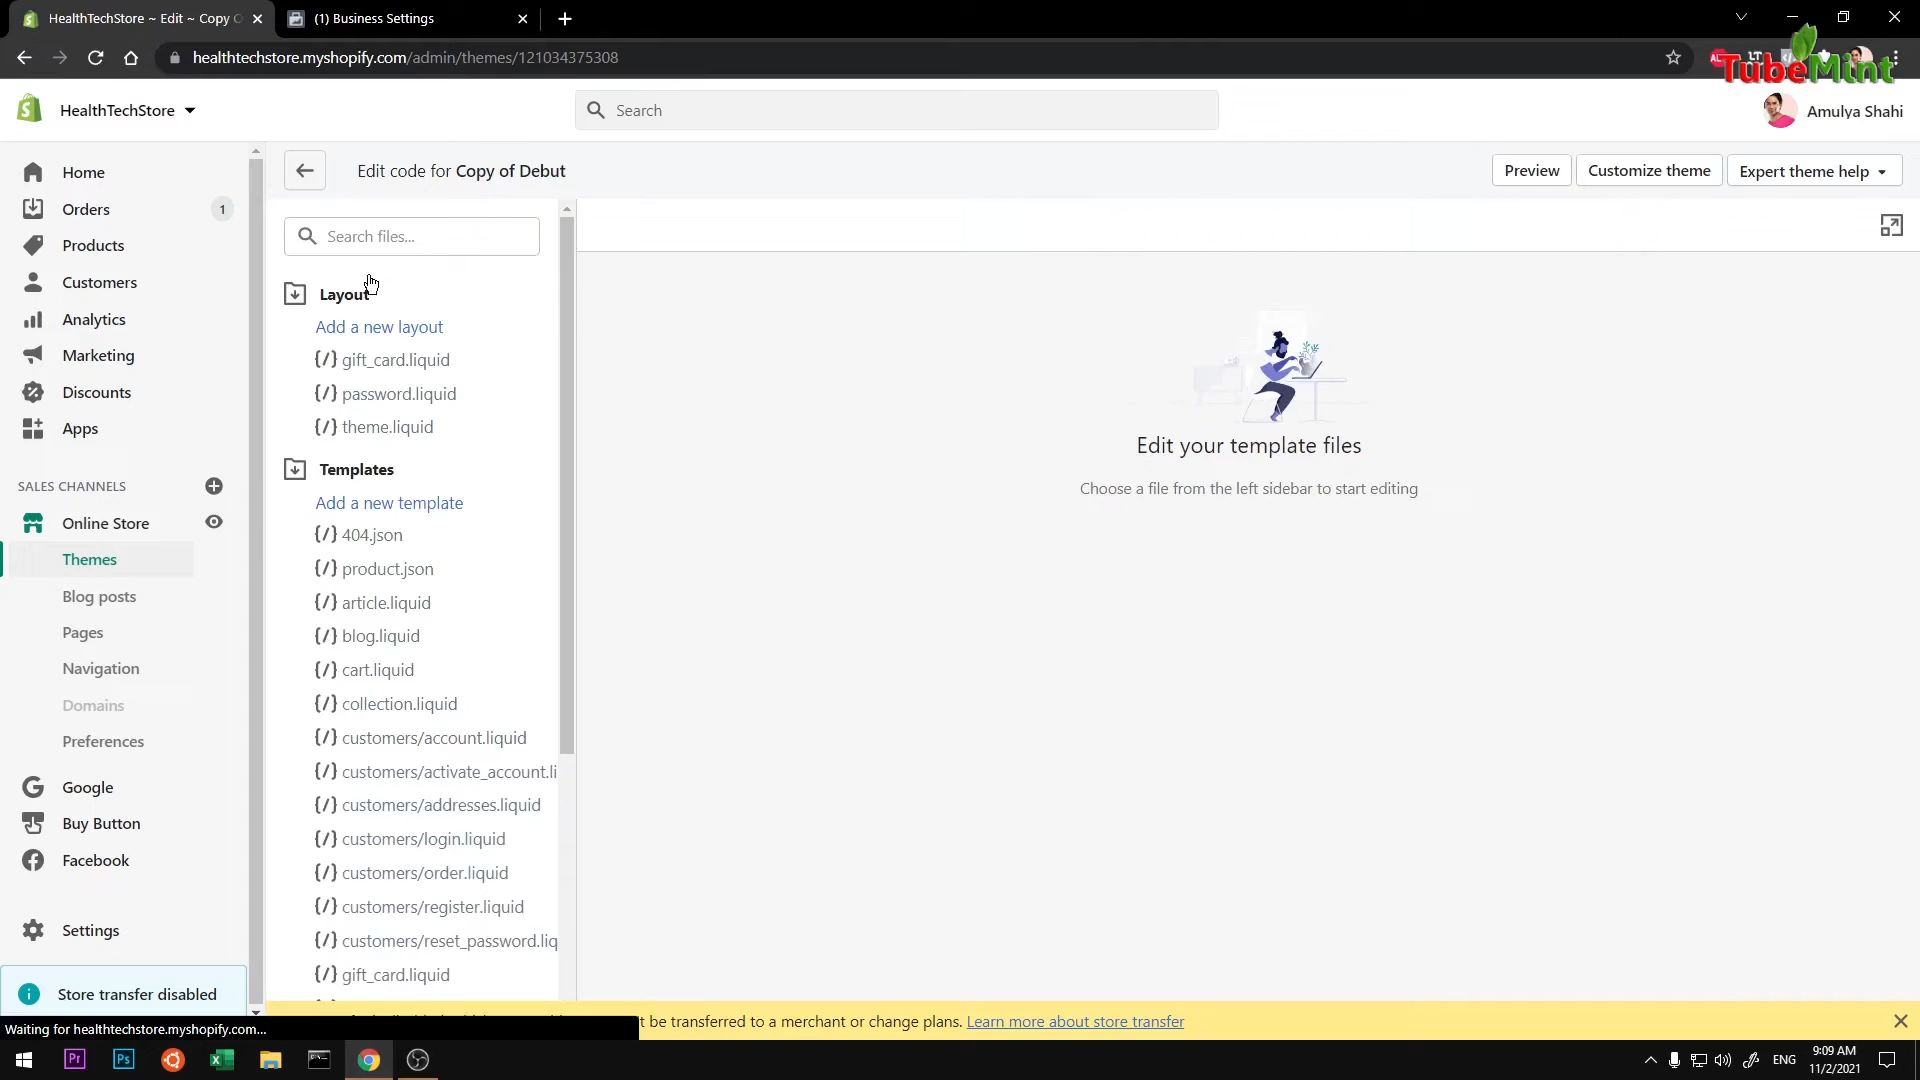 HealthTechStore ~ Edit ~ Copy O
(1) Business Settings
healthtechstore.myshopify.com/admin/themes/121034375308
TubeMint
HealthTechStore
Search
Amulya Shahi
Home
Orders
1
Products
Customers
Analytics
Marketing
Discounts
Apps
SALES CHANNELS
Online Store
Themes
Blog posts
Pages
Navigation
Domains
Preferences
Google
Buy Button
Facebook
Settings
Store transfer disabled
Edit code for Copy of Debut
Preview
Customize theme
Expert theme help
Search files...
Layout
Add a new layout
{/} gift_card.liquid
{/} password.liquid
{/} theme.liquid
Templates
Add a new template
{/} 404.json
{/} product.json
{/} article.liquid
{/} blog.liquid
{/} cart.liquid
{/} collection.liquid
{/} customers/account.liquid
{/} customers/activate_account.li
{/} customers/addresses.liquid
{/} customers/login.liquid
{/} customers/order.liquid
{/} customers/register.liquid
{/} customers/reset_password.liq
{/} gift_card.liquid
Edit your template files
Choose a file from the left sidebar to start editing
t be transferred to a merchant or change plans. Learn more about store transfer
Waiting for healthtechstore.myshopify.com...
Pr
Ps
ENG
9:09 AM
11/2/2021